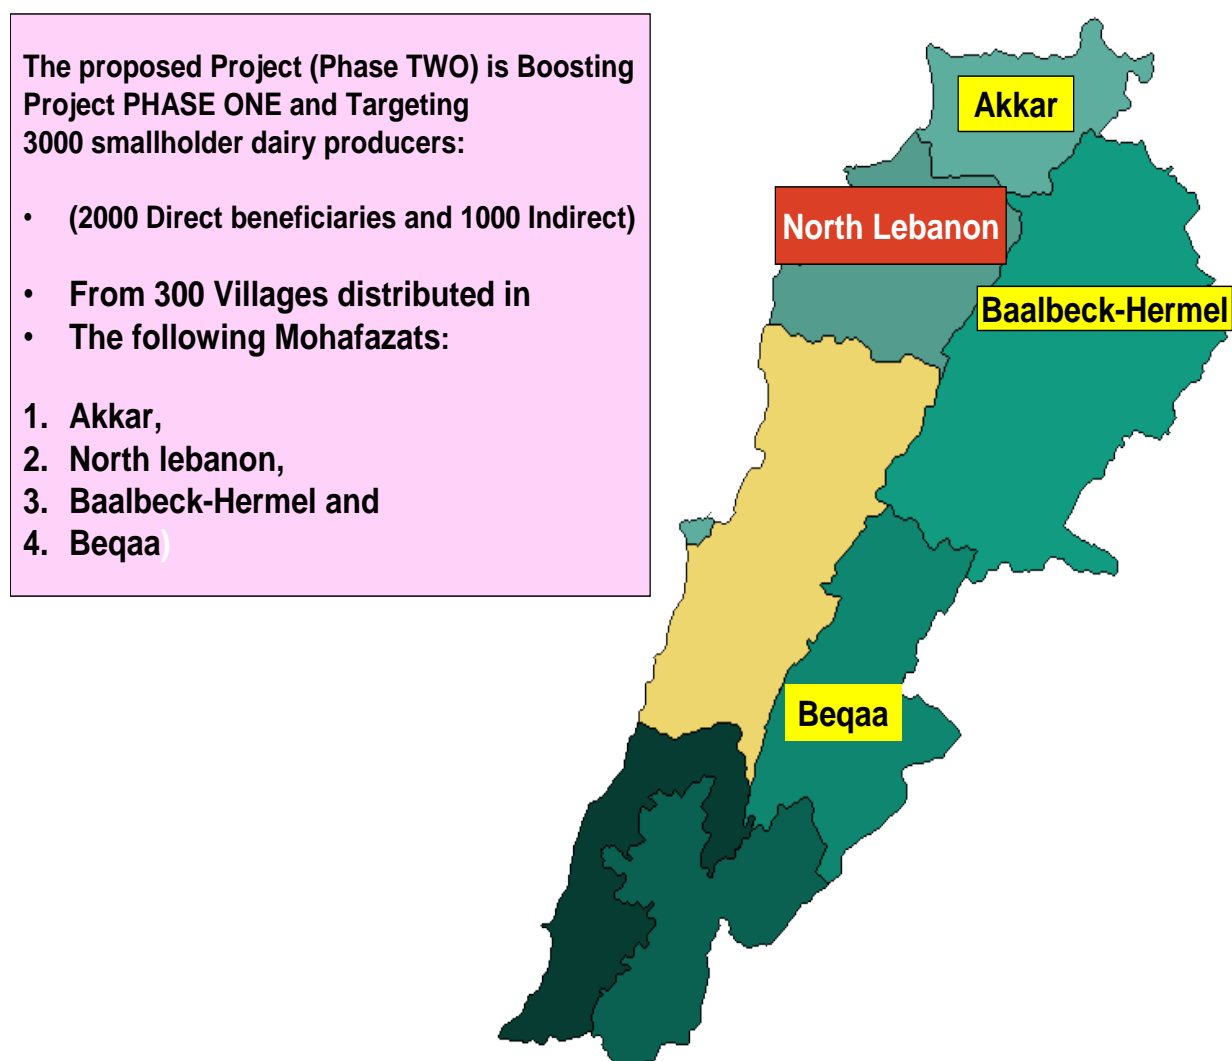 The proposed Project (Phase TWO) is Boosting
Project PHASE ONE and Targeting
3000 smallholder dairy producers:
• (2000 Direct beneficiaries and 1000 Indirect)
• From 300 Villages distributed in
• The following Mohafazats:
1. Akkar,
2. North lebanon,
3. Baalbeck-Hermel and
4. Beqaa)
Akkar
North Lebanon
Baalbeck-Hermel
Beqaa